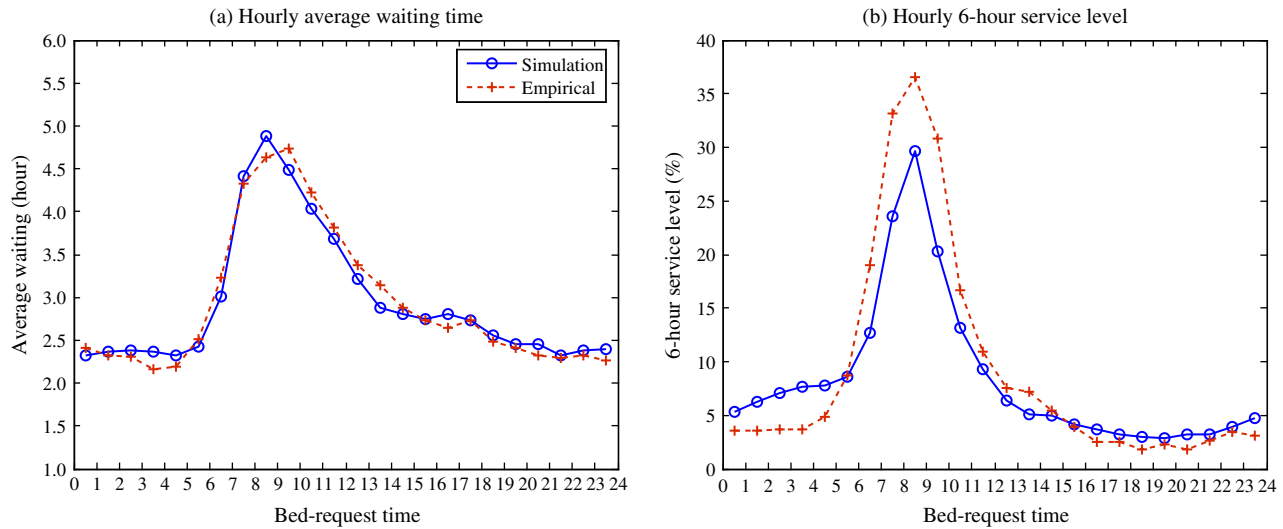 (a) Hourly average waiting time
6.0
5.5
5.0
4.5
4.0
3.5
3.0
2.5
2.0
1.5
1.0
Average waiting (hour)
Simulation
Empirical
0 1 2 3 4 5 6 7 8 9 10 11 12 13 14 15 16 17 18 19 20 21 22 23 24
Bed-request time
(b) Hourly 6-hour service level
40
35
30
25
20
15
10
5
0
6-hour service level (%)
0 1 2 3 4 5 6 7 8 9 10 11 12 13 14 15 16 17 18 19 20 21 22 23 24
Bed-request time